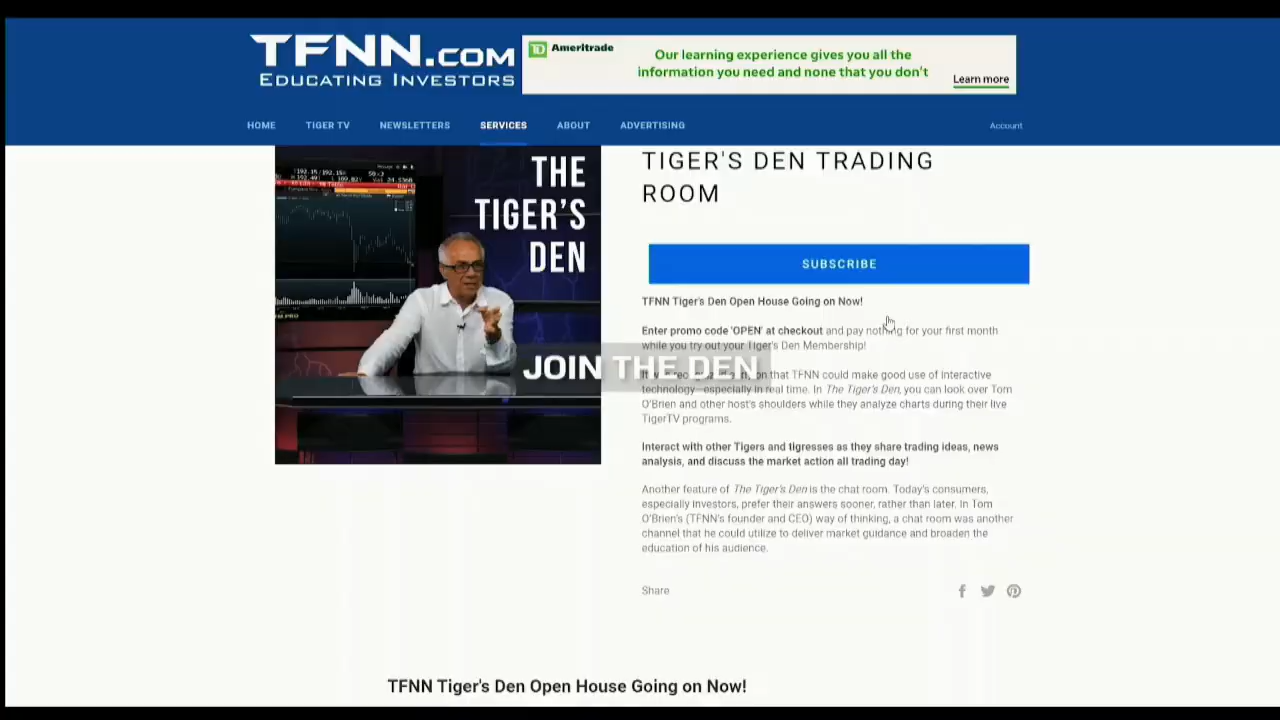 TFNN.COM
EDUCATING INVESTORS
TD Ameritrade
Our learning experience gives you all the
information you need and none that you don't
Learn more
HOME TIGER TV NEWSLETTERS SERVICES ABOUT ADVERTISING Account
THE
TIGER'S
DEN
TIGER'S DEN TRADING
ROOM
SUBSCRIBE
TFNN Tiger's Den Open House Going on Now!
Enter promo code 'OPEN' at checkout and pay nothing for your first month
while you try out your Tiger's Den Membership!
JOIN THE DEN
that TFNN could make good use of interactive
technology—especially in real time. In The Tiger's Den, you can look over Tom
O'Brien and other host's shoulders while they analyze charts during their live
TigerTV programs.
Interact with other Tigers and tigresses as they share trading ideas, news
analysis, and discuss the market action all trading day!
Another feature of The Tiger's Den is the chat room. Today's consumers,
especially investors, prefer their answers sooner, rather than later. In Tom
O'Brien's (TFNN's founder and CEO) way of thinking, a chat room was another
channel that he could utilize to deliver market guidance and broaden the
education of his audience.
Share
TFNN Tiger's Den Open House Going on Now!